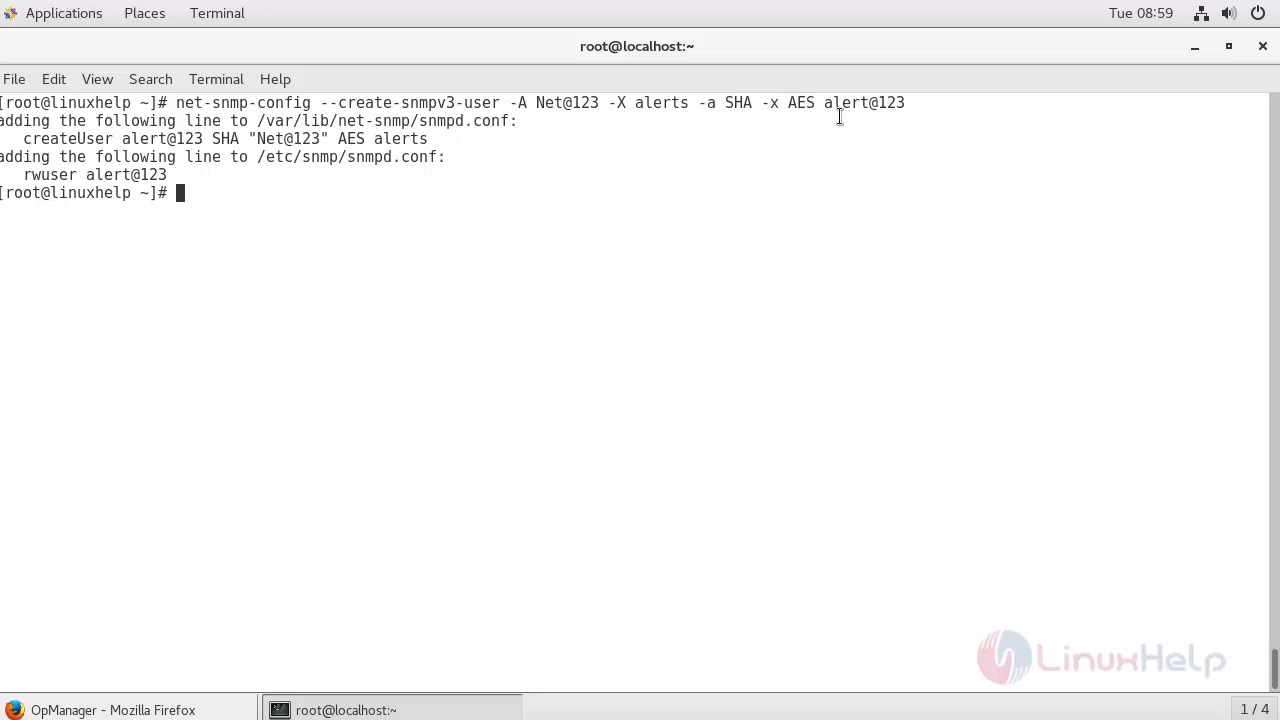 Applications Places Terminal Tue 08:59
root@localhost:~
File Edit View Search Terminal Help
[root@linuxhelp ~]# net-snmp-config --create-snmpv3-user -A Net@123 -X alerts -a SHA -x AES alert@123
adding the following line to /var/lib/net-snmp/snmpd.conf:
createUser alert@123 SHA "Net@123" AES alerts
adding the following line to /etc/snmp/snmpd.conf:
rwuser alert@123
[root@linuxhelp ~]#
LinuxHelp
OpManager - Mozilla Firefox root@localhost:~ 1 / 4